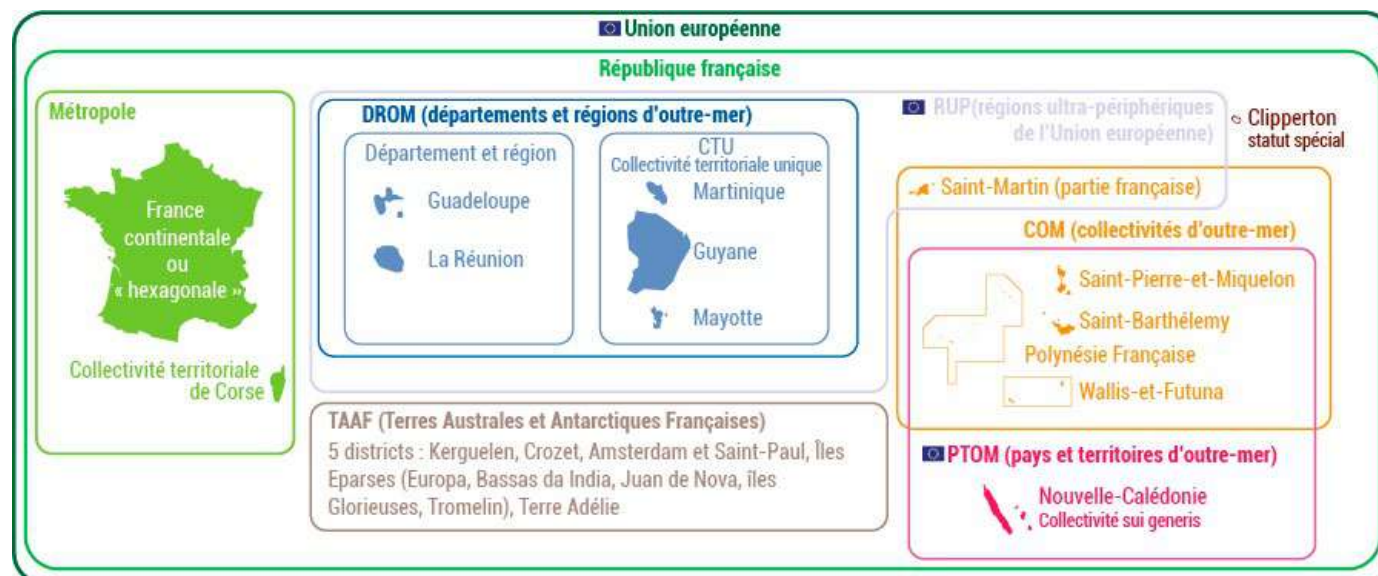 Union européenne
République française
Métropole
France
continentale
ou
« hexagonale »
Collectivité territoriale
de Corse
DROM (départements et régions d'outre-mer)
Département et région
Guadeloupe
La Réunion
CTU
Collectivité territoriale unique
Martinique
Guyane
Mayotte
RUP(régions ultra-périphériques
de l'Union européenne)
Clipperton
statut spécial
Saint-Martin (partie française)
COM (collectivités d'outre-mer)
Saint-Pierre-et-Miquelon
Saint-Barthélemy
Polynésie Française
Wallis-et-Futuna
TAAF (Terres Australes et Antarctiques Françaises)
5 districts : Kerguelen, Crozet, Amsterdam et Saint-Paul, Îles
Eparses (Europa, Bassas da India, Juan de Nova, îles
Glorieuses, Tromelin), Terre Adélie
PTOM (pays et territoires d'outre-mer)
Nouvelle-Calédonie
Collectivité sui generis